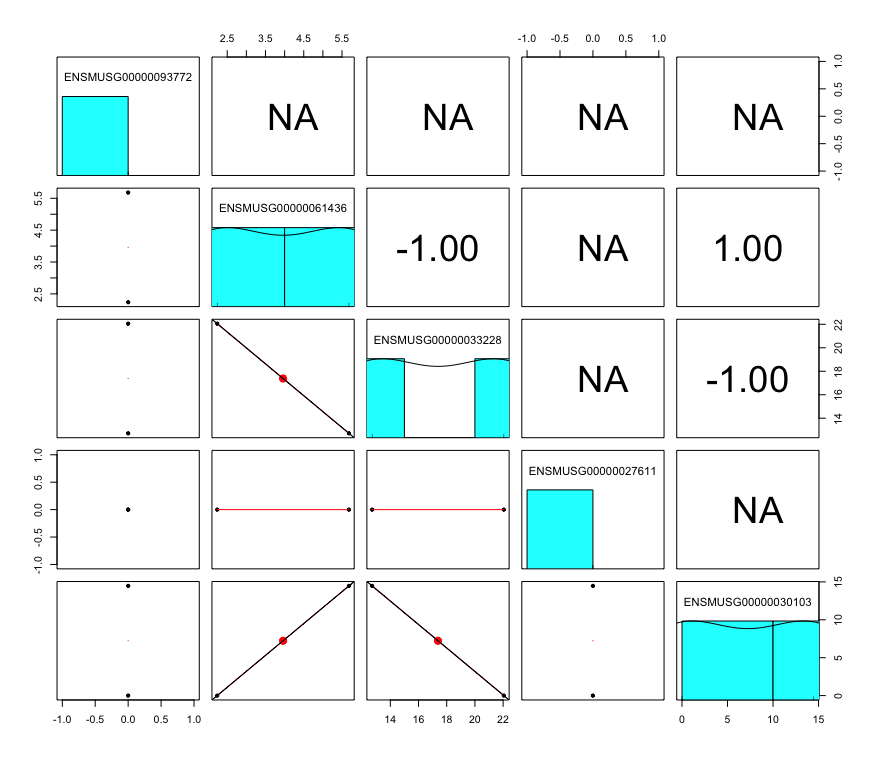 2.5 3.5 4.5 5.5
-1.0 0.0 0.5 1.0
ENSMUSG00000093772
NA
NA
NA
NA
-1.0 -0.5 0.0 0.5 1.0
2.5 3.5 4.5 5.5
ENSMUSG00000061436
-1.00
NA
1.00
ENSMUSG00000033228
NA
-1.00
14 16 18 20 22
-1.0 -0.5 0.0 0.5 1.0
ENSMUSG00000027611
NA
ENSMUSG00000030103
0 5 10 15
-1.0 -0.5 0.0 0.5 1.0
14 16 18 20 22
0 5 10 15